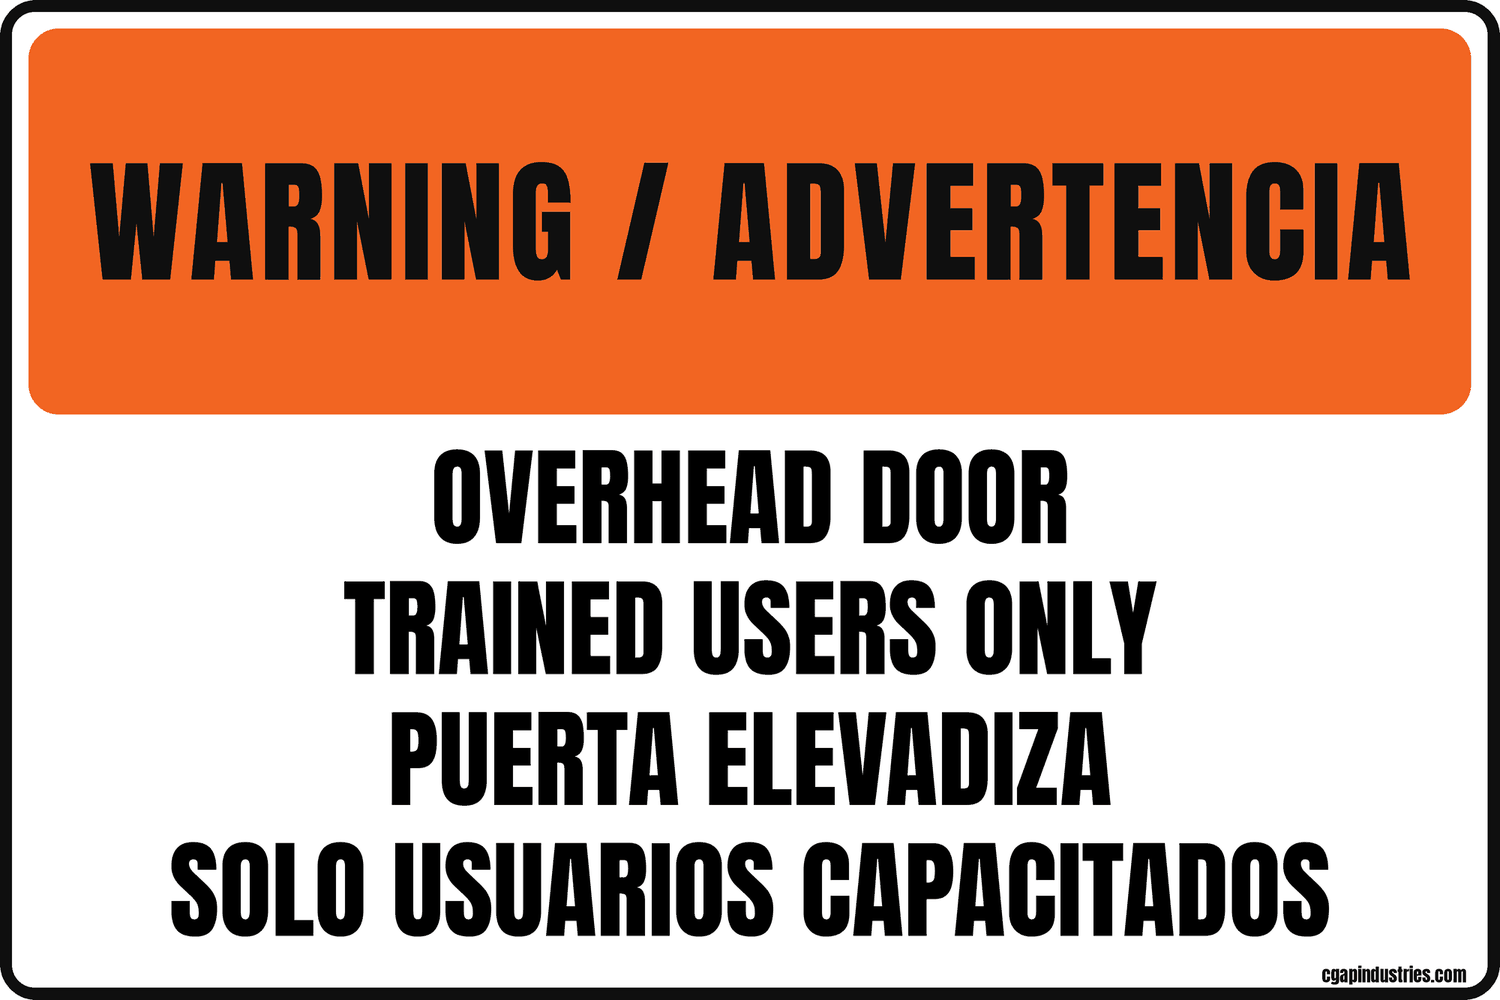 WARNING / ADVERTENCIA
OVERHEAD DOOR
TRAINED USERS ONLY
PUERTA ELEVADIZA
SOLO USUARIOS CAPACITADOS
cgapindustries.com